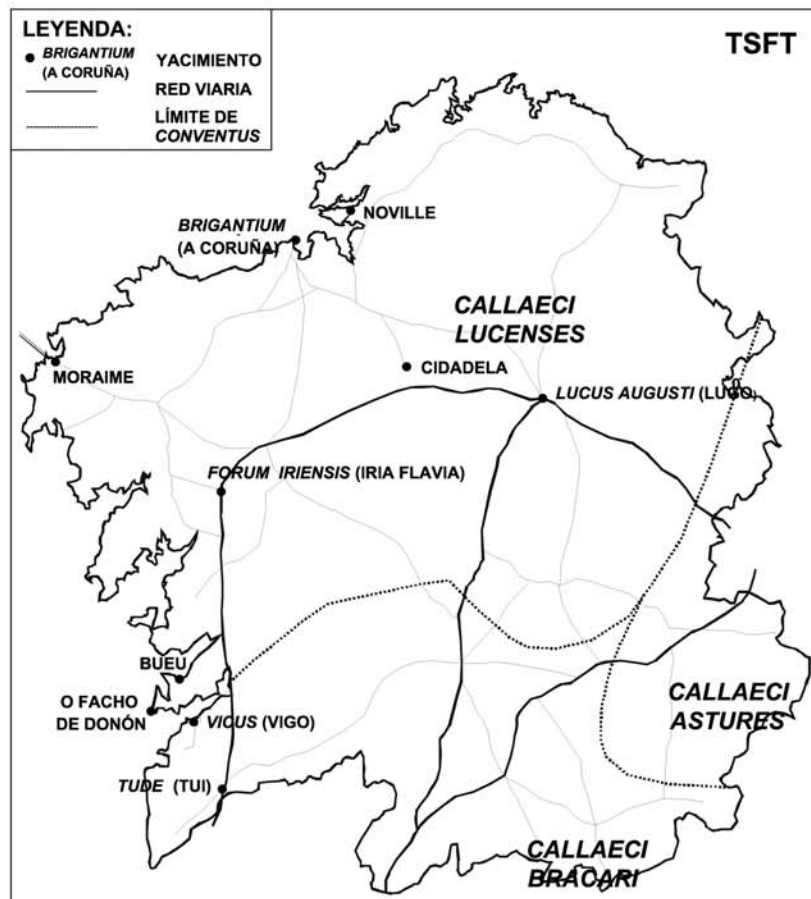 LEYENDA:
BRIGANTIUM
(A CORUÑA)
YACIMIENTO
RED VIARIA
LÍMITE DE
CONVENTUS
TSFT
NOVILLE
BRIGANTIUM
(A CORUÑA)
CALLAECI
LUCENSES
MORAIME
CIDADELA
LUCUS AUGUSTI (LUGO)
FORUM IRIENSIS (IRIA FLAVIA)
BUEU
O FACHO
DE DONÓN
VICUS (VIGO)
CALLAECI
ASTURES
TUDE (TUI)
CALLAECI
BRACARI